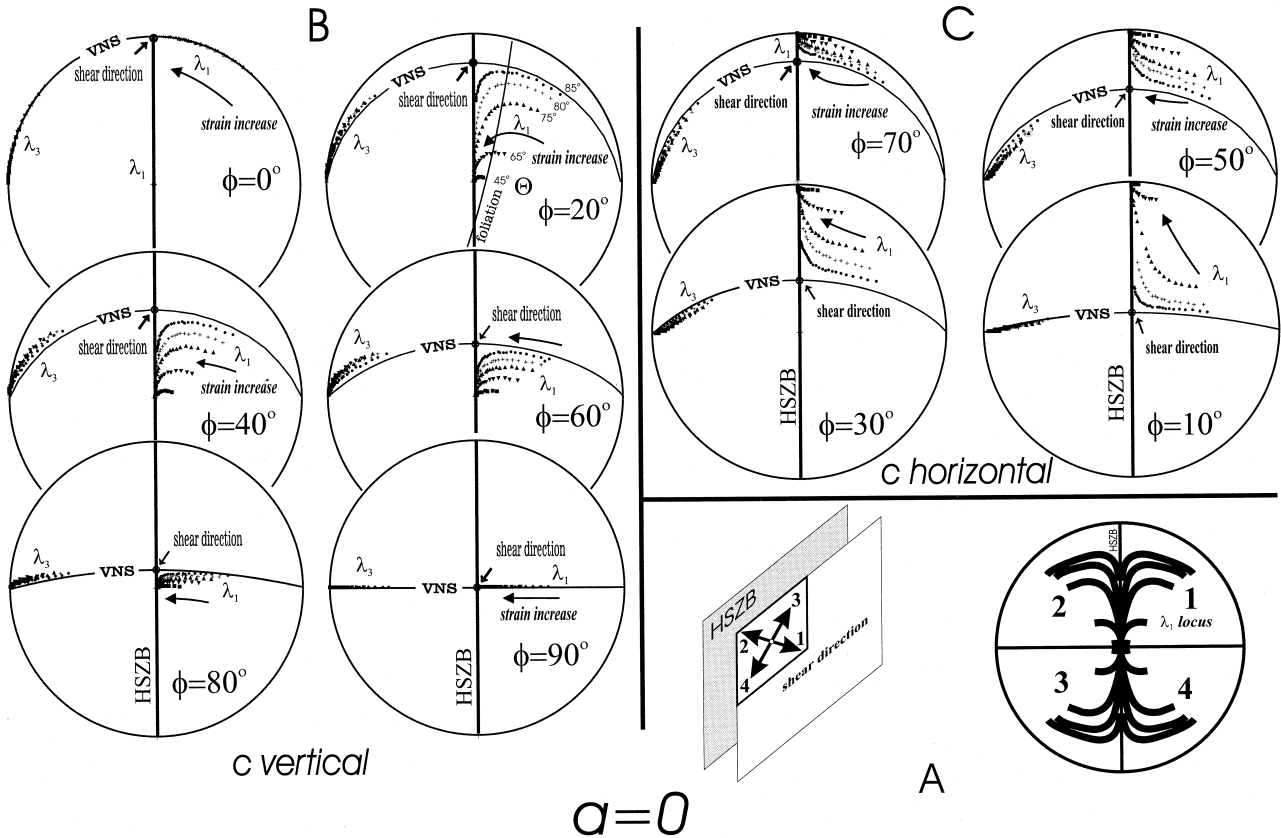 B
VNS
shear direction
λ1
strain increase
λ3
λ1
ϕ=0°
VNS
shear direction
85°
80°
75°
λ1
strain increase
65°
45° Θ
λ3
foliation
ϕ=20°
VNS
shear direction
λ3
λ3
λ1
strain increase
ϕ=40°
shear direction
VNS
λ3
λ1
ϕ=60°
shear direction
λ3
VNS
λ1
HSZB
ϕ=80°
shear direction
λ3
VNS
λ1
strain increase
HSZB
ϕ=90°
c vertical
C
λ1
VNS
shear direction
strain increase
λ3
ϕ=70°
λ1
VNS
shear direction
strain increase
λ3
ϕ=50°
λ1
λ3
VNS
shear direction
HSZB
ϕ=30°
λ1
λ3
VNS
shear direction
HSZB
ϕ=10°
c horizontal
HSZB
3
2
1
4
shear direction
HSZB
2
1
λ1 locus
3
4
A
a=0